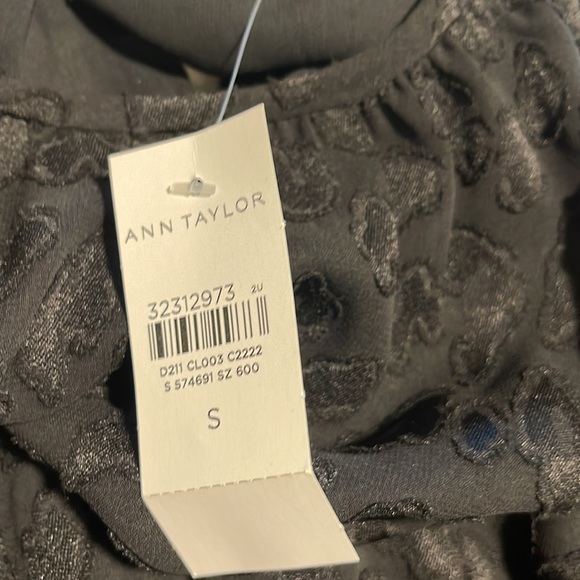 ANN TAYLOR
32312973 2U
D211 CL003 C2222
S 574691 SZ 600
S